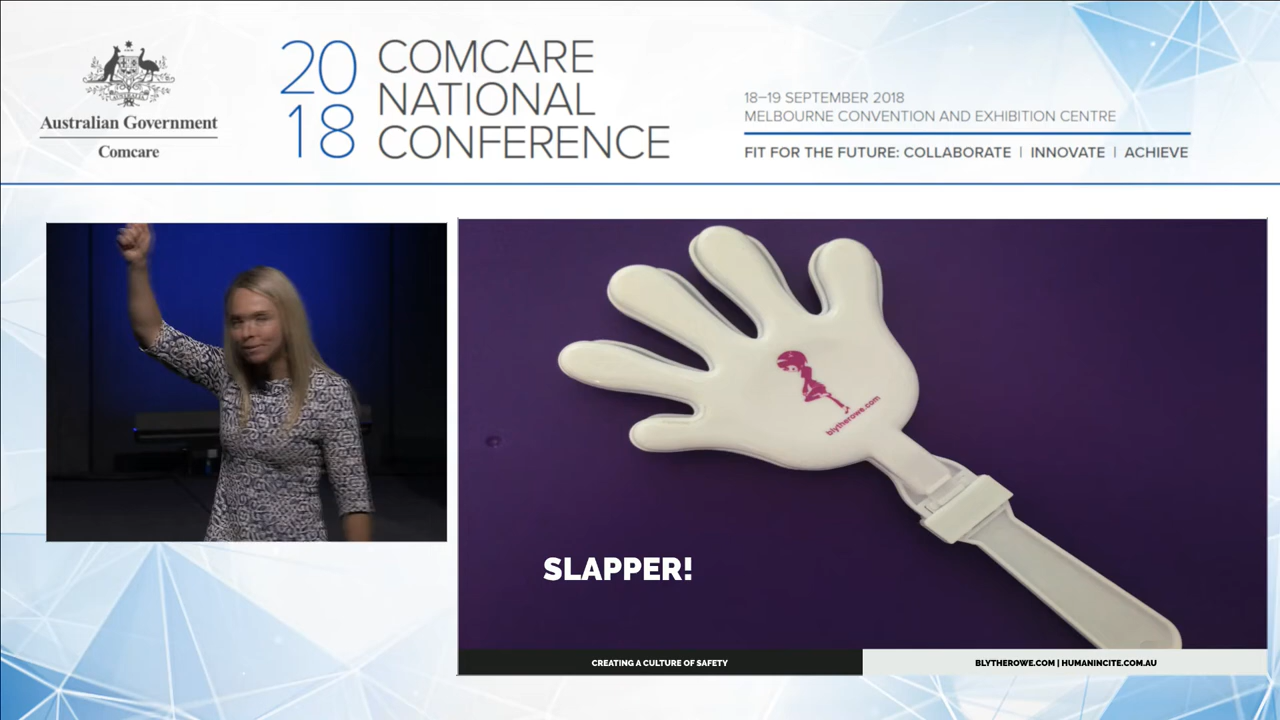 Australian Government
Comcare
20
18
COMCARE
NATIONAL
CONFERENCE
18–19 SEPTEMBER 2018
MELBOURNE CONVENTION AND EXHIBITION CENTRE
FIT FOR THE FUTURE: COLLABORATE | INNOVATE | ACHIEVE
blytherowe.com
SLAPPER!
CREATING A CULTURE OF SAFETY
BLYTHEROWE.COM | HUMANINCITE.COM.AU